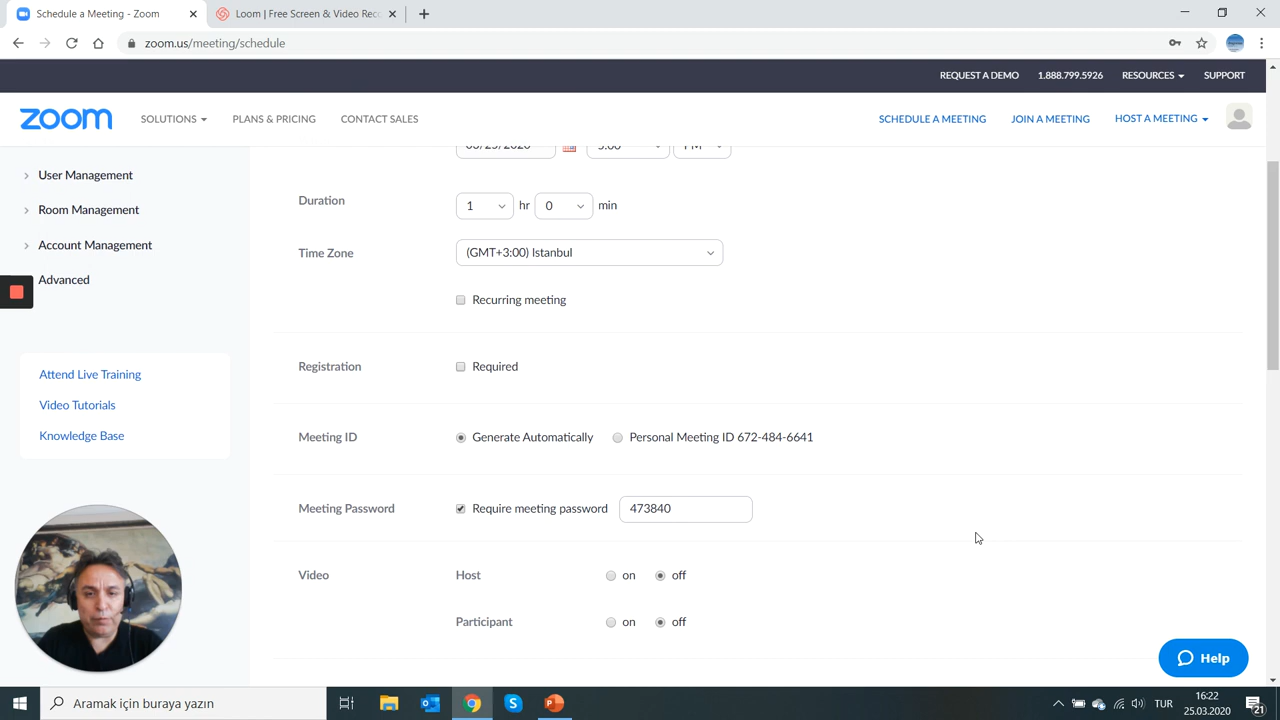 Schedule a Meeting - Zoom
Loom | Free Screen & Video Rec
zoom.us/meeting/schedule
REQUEST A DEMO 1.888.799.5926 RESOURCES SUPPORT
zoom SOLUTIONS PLANS & PRICING CONTACT SALES SCHEDULE A MEETING JOIN A MEETING HOST A MEETING
User Management
Room Management
Account Management
Advanced
Attend Live Training
Video Tutorials
Knowledge Base
Duration 1 hr 0 min
Time Zone (GMT+3:00) Istanbul
Recurring meeting
Registration Required
Meeting ID Generate Automatically Personal Meeting ID 672-484-6641
Meeting Password Require meeting password 473840
Video Host on off
Participant on off
Help
Aramak için buraya yazın
TUR
16:22
25.03.2020
21